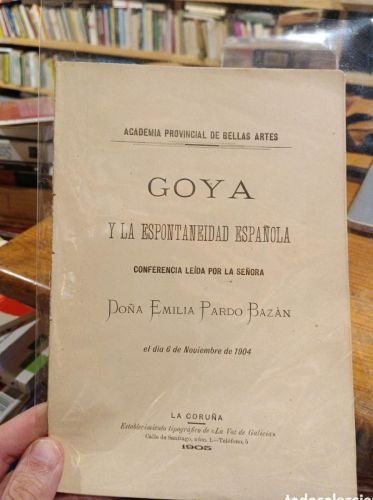 ACADEMIA PROVINCIAL DE BELLAS ARTES
GOYA
Y LA ESPONTANEIDAD ESPAÑOLA
CONFERENCIA LEÍDA POR LA SEÑORA
DOÑA EMILIA PARDO BAZÀN
el día 6 de Noviembre de 1904
LA CORUÑA
Establecimiento tipográfico de «La Voz de Galicia»
Calle de Santiago, núm. 1.—Teléfono, 5
1905
todocoleccion